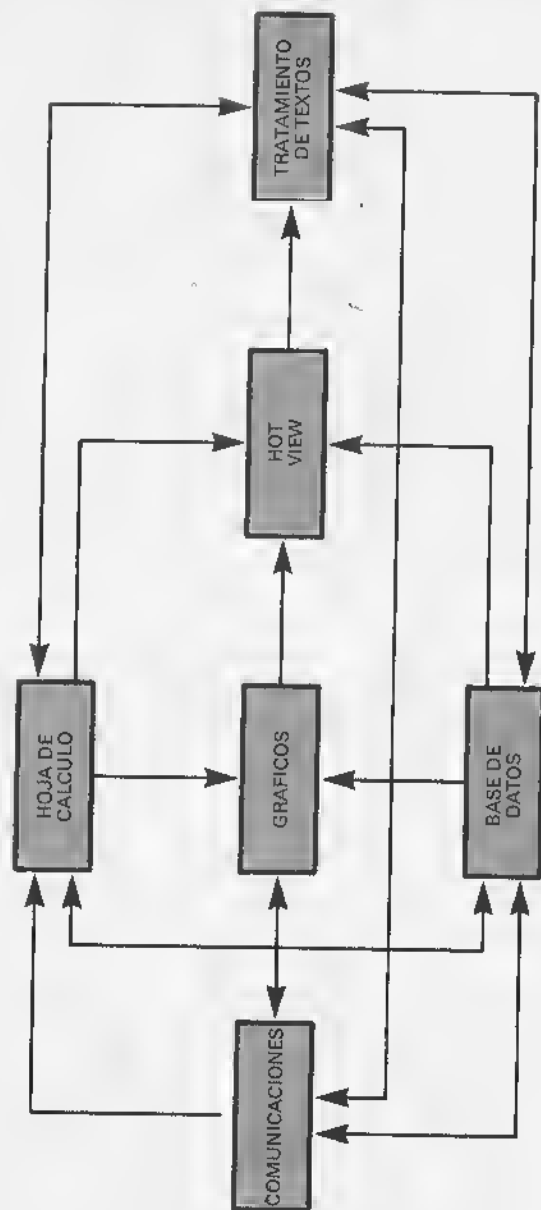 HOJA DE
CALCULO
COMUNICACIONES
GRAFICOS
HOT
VIEW
TRATAMIENTO
DE TEXTOS
BASE DE
DATOS